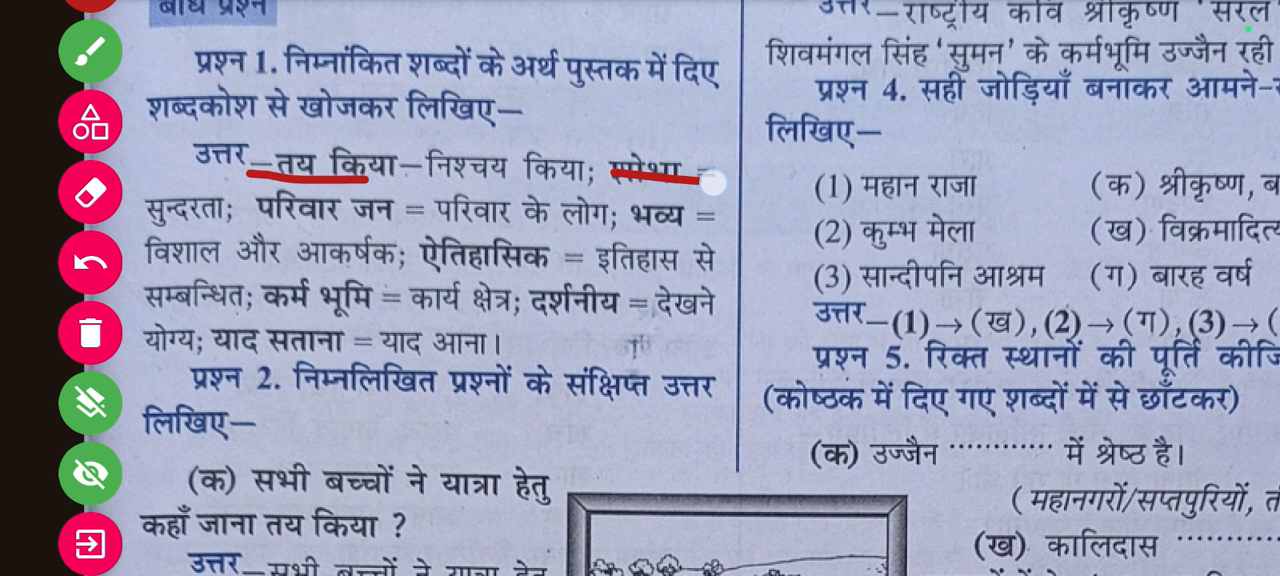 बोध प्रश्न
प्रश्न 1. निम्नांकित शब्दों के अर्थ पुस्तक में दिए
शब्दकोश से खोजकर लिखिए—
उत्तर—तय किया—निश्चय किया; शोभा =
सुन्दरता; परिवार जन = परिवार के लोग; भव्य =
विशाल और आकर्षक; ऐतिहासिक = इतिहास से
सम्बन्धित; कर्म भूमि = कार्य क्षेत्र; दर्शनीय = देखने
योग्य; याद सताना = याद आना।
प्रश्न 2. निम्नलिखित प्रश्नों के संक्षिप्त उत्तर
लिखिए—
(क) सभी बच्चों ने यात्रा हेतु
कहाँ जाना तय किया ?
उत्तर—सभी बच्चों ने यात्रा हेतु
उत्तर—राष्ट्रीय कवि श्रीकृष्ण 'सरल'
शिवमंगल सिंह 'सुमन' के कर्मभूमि उज्जैन रही
प्रश्न 4. सही जोड़ियाँ बनाकर आमने-
लिखिए—
(1) महान राजा (क) श्रीकृष्ण,
(2) कुम्भ मेला (ख) विक्रमादित्य
(3) सान्दीपनि आश्रम (ग) बारह वर्ष
उत्तर—(1)→(ख), (2)→(ग), (3)→(
प्रश्न 5. रिक्त स्थानों की पूर्ति
(कोष्ठक में दिए गए शब्दों में से छाँटकर)
(क) उज्जैन ............ में श्रेष्ठ है।
(महानगरों/सप्तपुरियों,
(ख) कालिदास ............